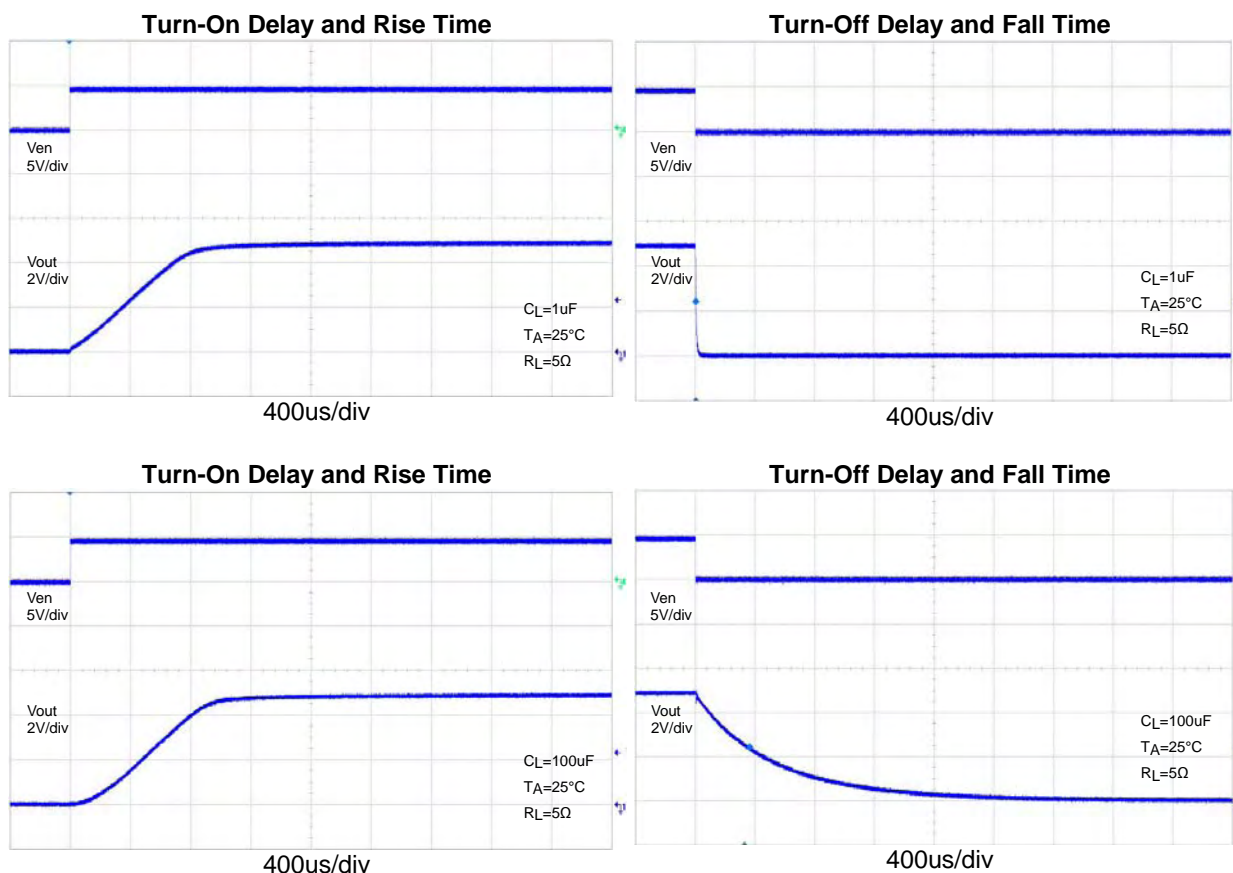 Turn-On Delay and Rise Time
Ven
5V/div
Vout
2V/div
CL=1uF
TA=25°C
RL=5Ω
400us/div
Turn-Off Delay and Fall Time
Ven
5V/div
Vout
2V/div
CL=1uF
TA=25°C
RL=5Ω
400us/div
Turn-On Delay and Rise Time
Ven
5V/div
Vout
2V/div
CL=100uF
TA=25°C
RL=5Ω
400us/div
Turn-Off Delay and Fall Time
Ven
5V/div
Vout
2V/div
CL=100uF
TA=25°C
RL=5Ω
400us/div